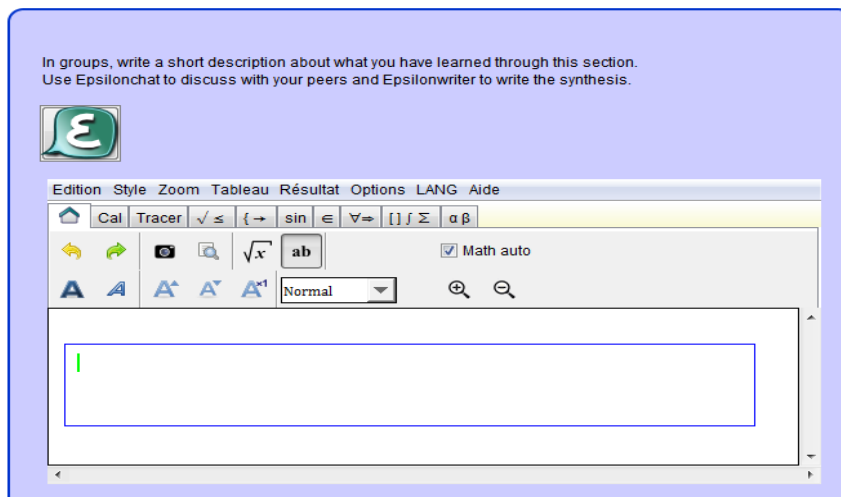 In groups, write a short description about what you have learned through this section.
Use Epsilonchat to discuss with your peers and Epsilonwriter to write the synthesis.
ε
Edition Style Zoom Tableau Résultat Options LANG Aide
Cal Tracer √ ≤ { → sin ∈ ∀⇒ [ ] ∫ Σ α β
√x ab Math auto
A A A A A×1 Normal